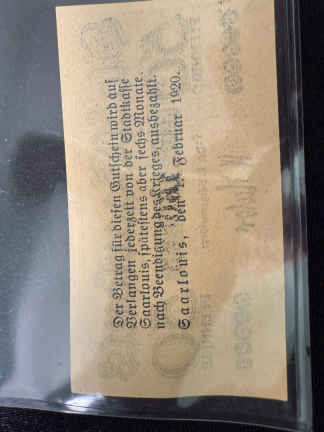 Der Betrag für diesen Gutschein wird auf
Verlangen jederzeit von der Stadtkasse
Saarlouis, spätestens aber sechs Monate
nach Beendigung des Krieges, ausbezahlt.
Saarlouis, den Februar 1920.